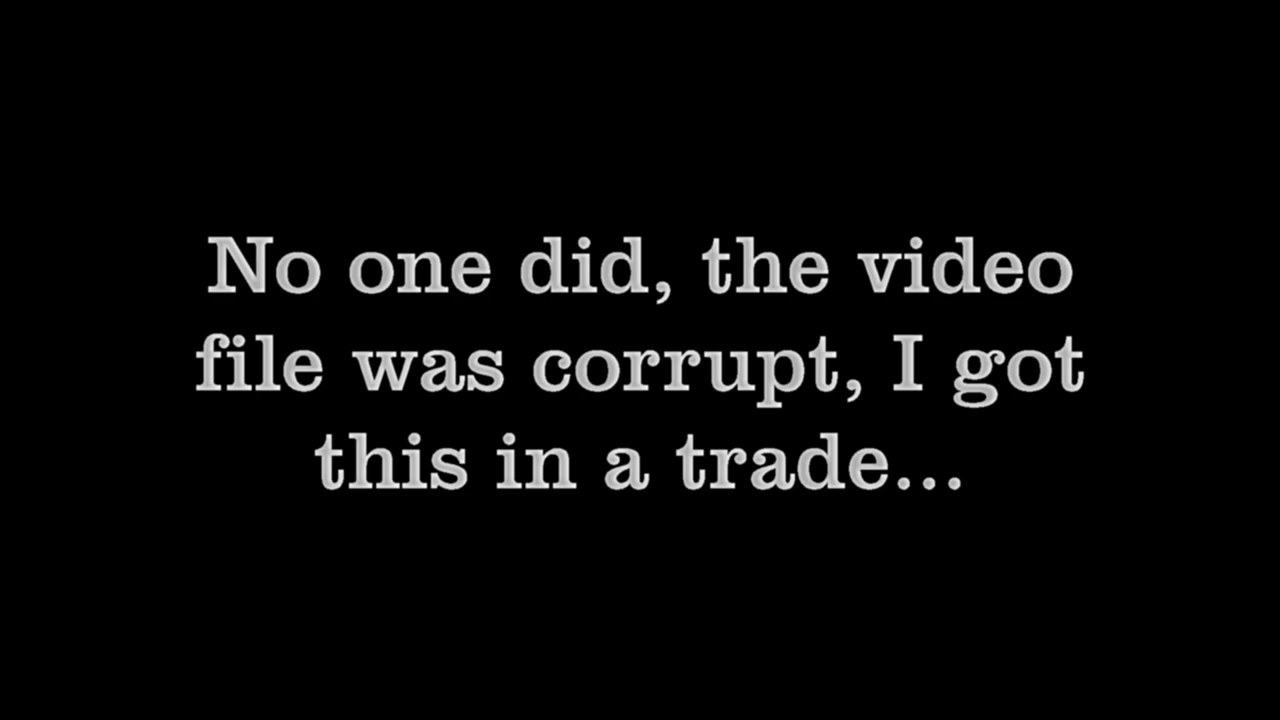 No one did, the video
file was corrupt, I got
this in a trade...